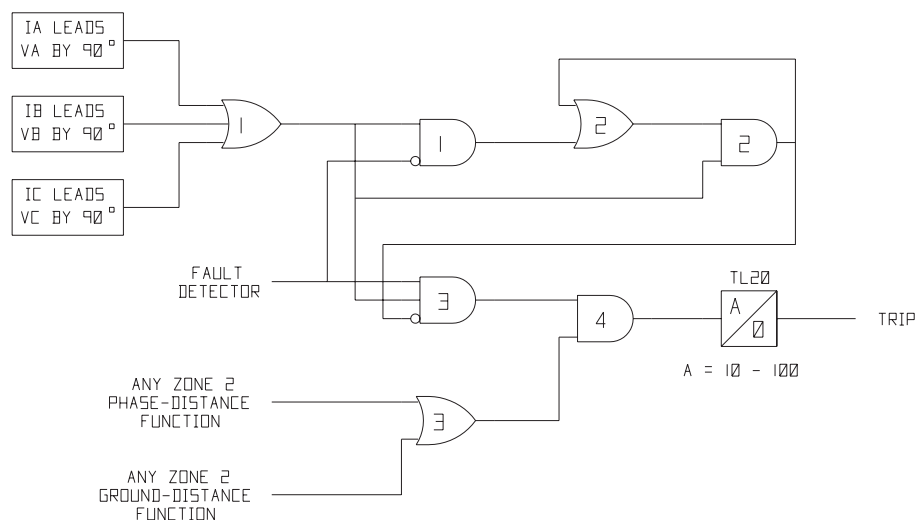 IA LEADS
VA BY 90°
IB LEADS
VB BY 90°
IC LEADS
VC BY 90°
1
1
2
2
FAULT
DETECTOR
3
4
TL20
A
0
TRIP
A = 10 - 100
ANY ZONE 2
PHASE-DISTANCE
FUNCTION
3
ANY ZONE 2
GROUND-DISTANCE
FUNCTION